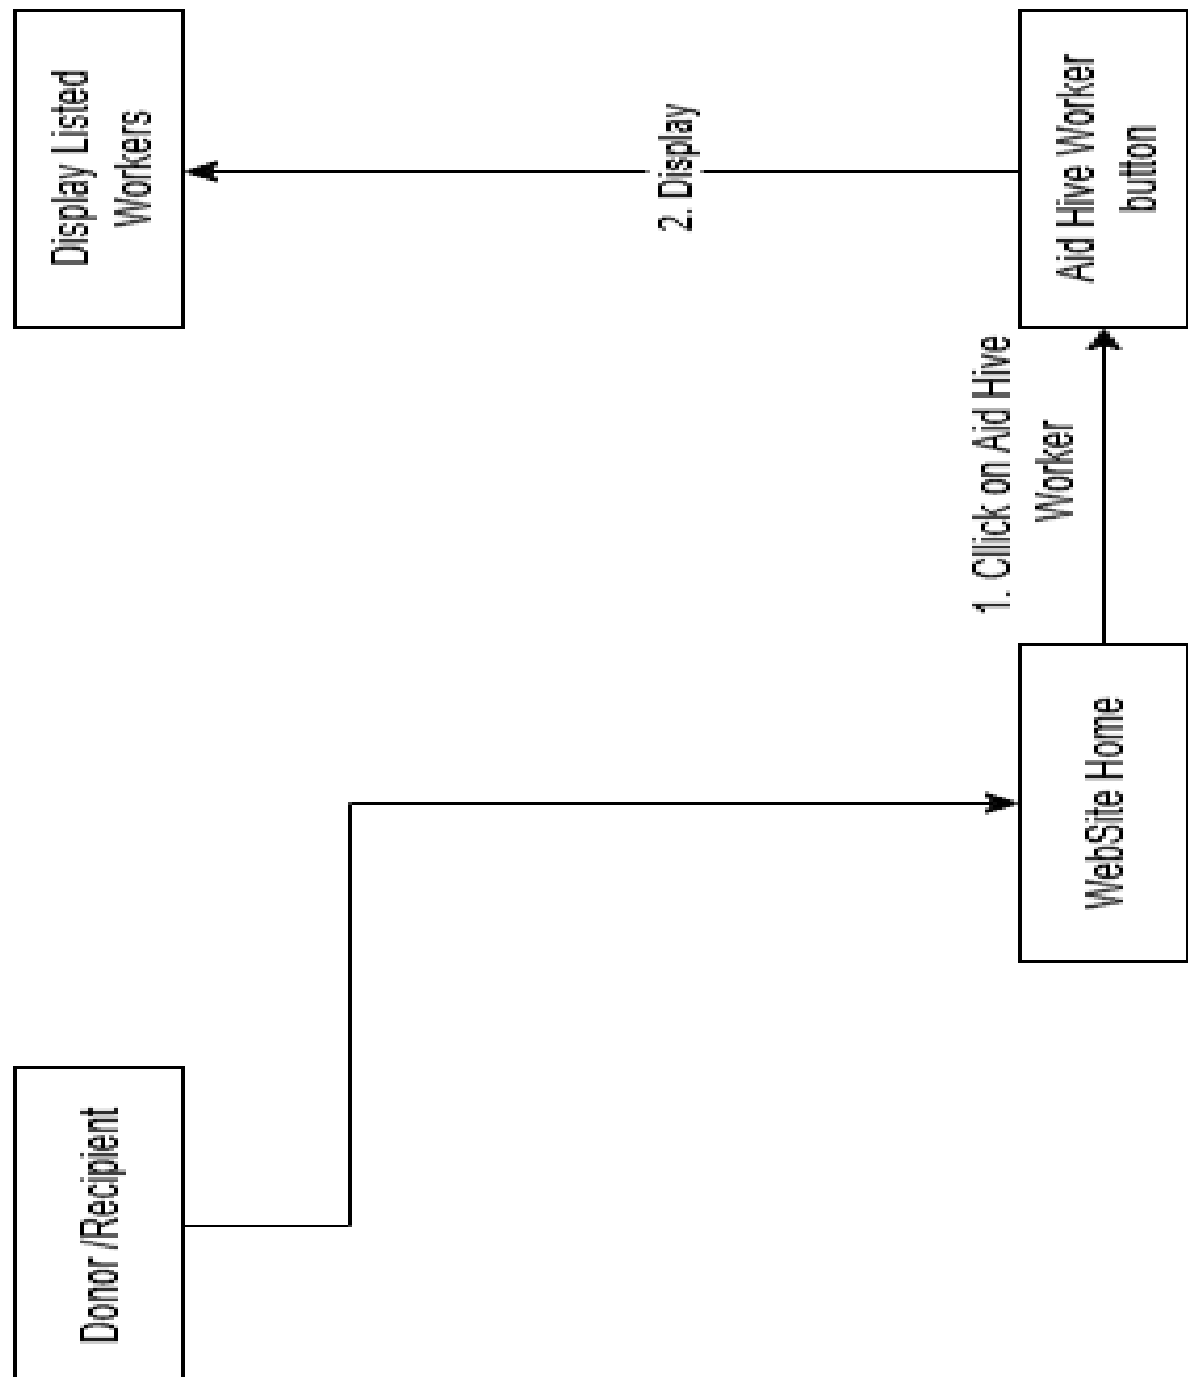 Donor /Recipient
Display Listed
Workers
2. Display
WebSite Home
1. Cllick on Aid Hive
Worker
Aid Hive Worker
button